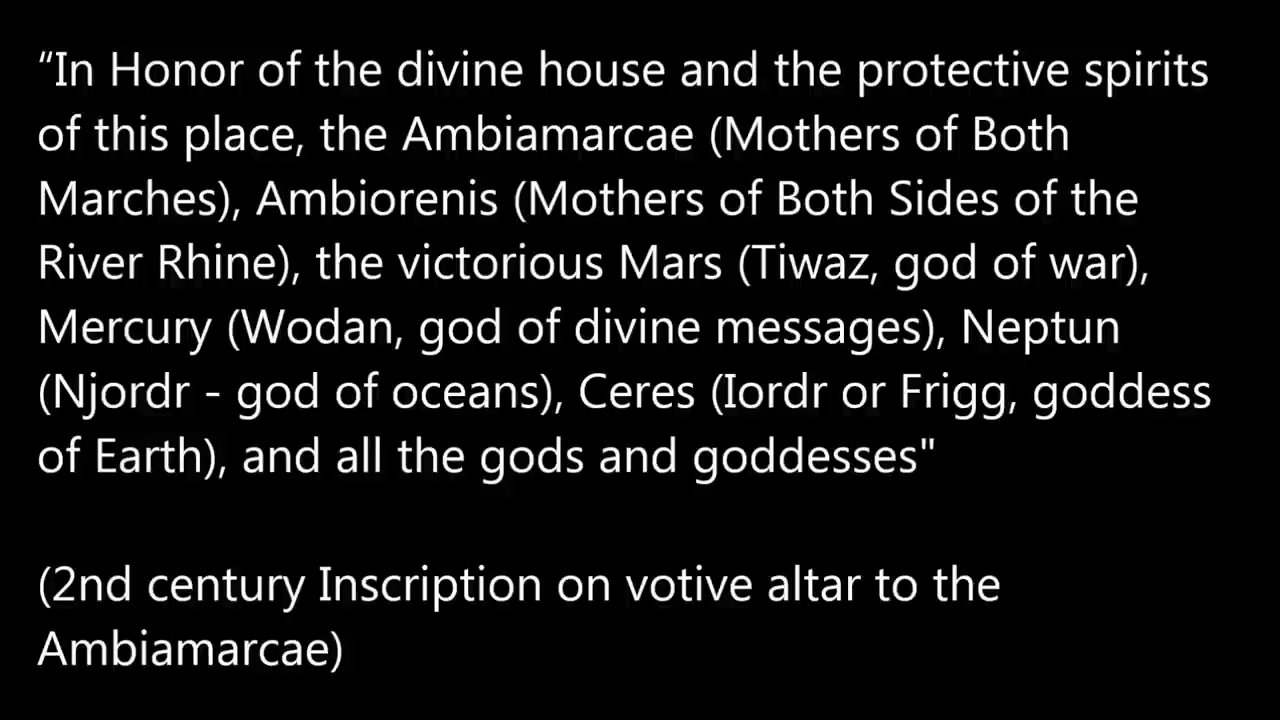 “In Honor of the divine house and the protective spirits
of this place, the Ambiamarcae (Mothers of Both
Marches), Ambiorenis (Mothers of Both Sides of the
River Rhine), the victorious Mars (Tiwaz, god of war),
Mercury (Wodan, god of divine messages), Neptun
(Njordr - god of oceans), Ceres (Iordr or Frigg, goddess
of Earth), and all the gods and goddesses"
(2nd century Inscription on votive altar to the
Ambiamarcae)